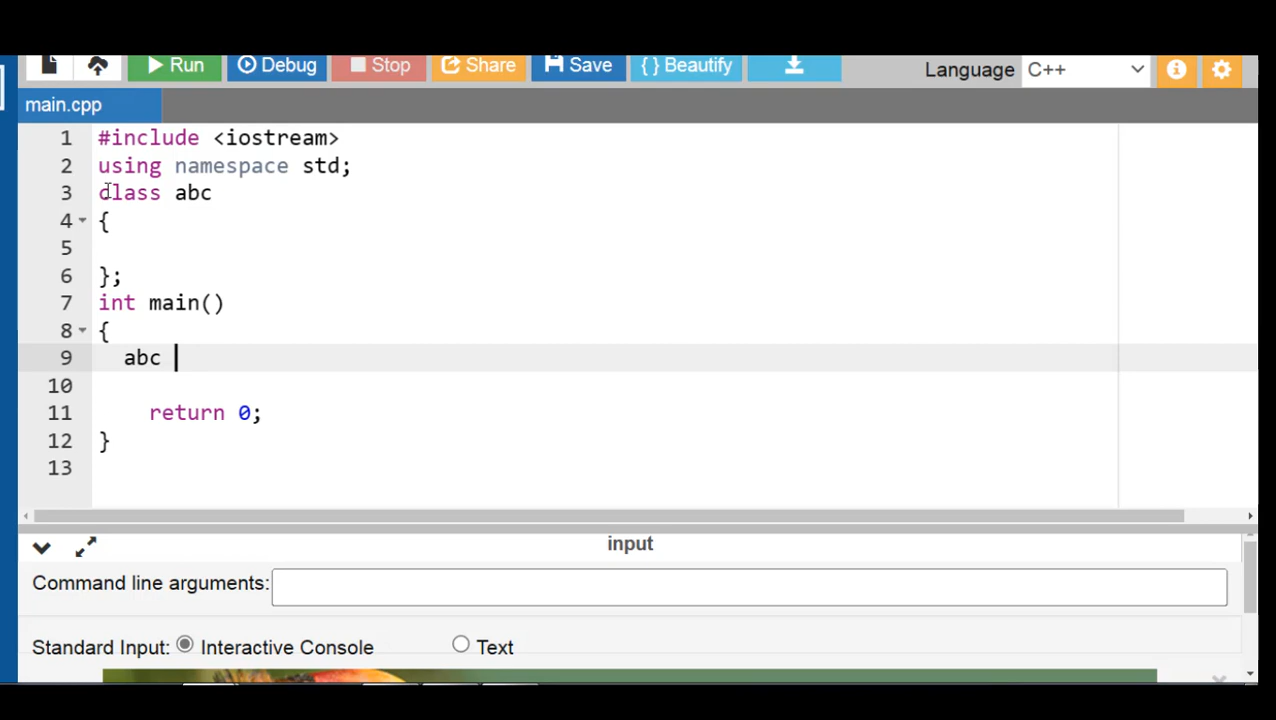 Run Debug Stop Share Save { } Beautify Language C++
main.cpp
1 #include <iostream>
2 using namespace std;
3 class abc
4 {
5
6 };
7 int main()
8 {
9 abc
10
11 return 0;
12 }
13
input
Command line arguments:
Standard Input: Interactive Console Text